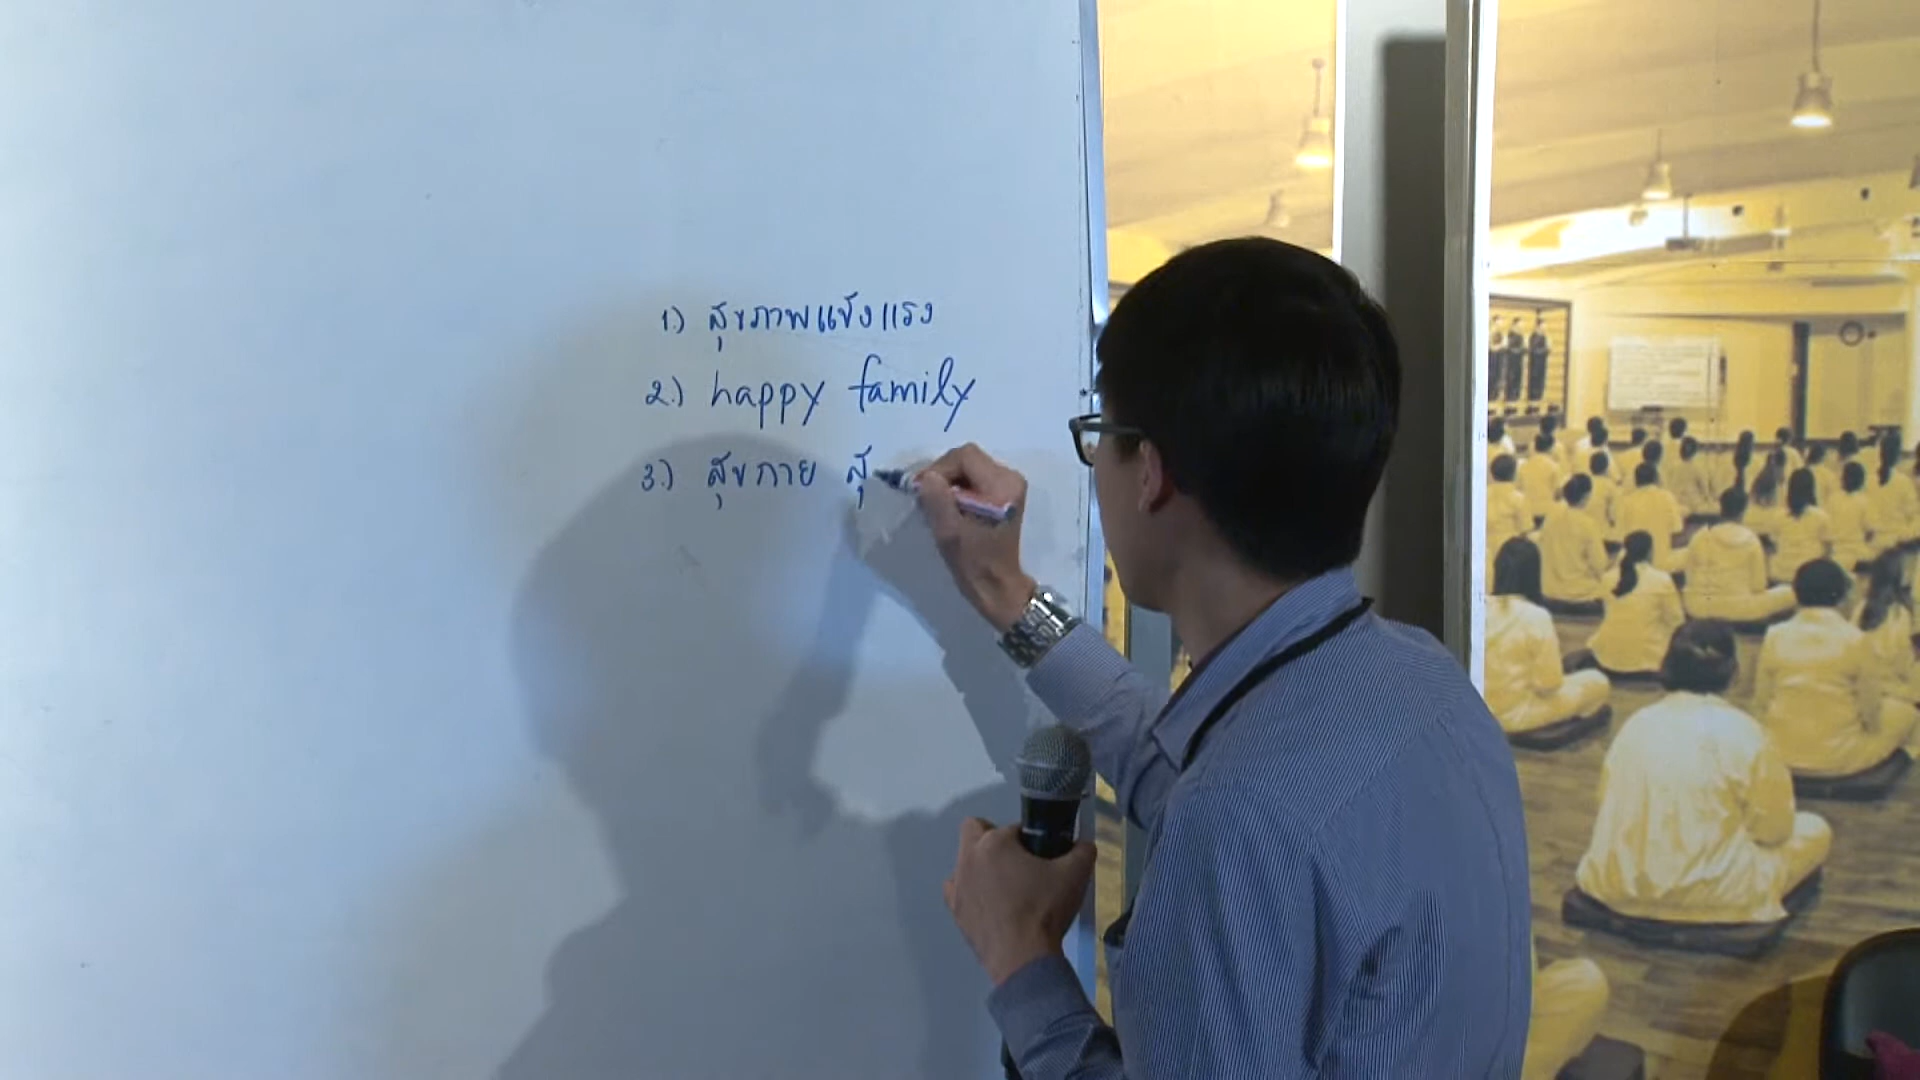 1.) สุขภาพแข็งแรง
2.) happy family
3.) สุขกาย สุ